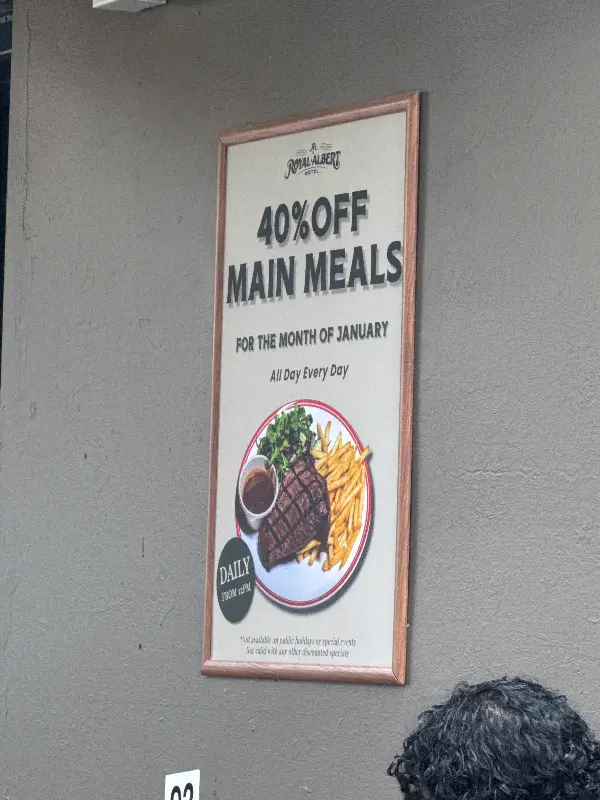 ROYAL ALBERT
HOTEL
40%OFF
MAIN MEALS
FOR THE MONTH OF JANUARY
All Day Every Day
DAILY
FROM 12PM
*Not available on public holidays or special events
Not valid with any other discounted specials